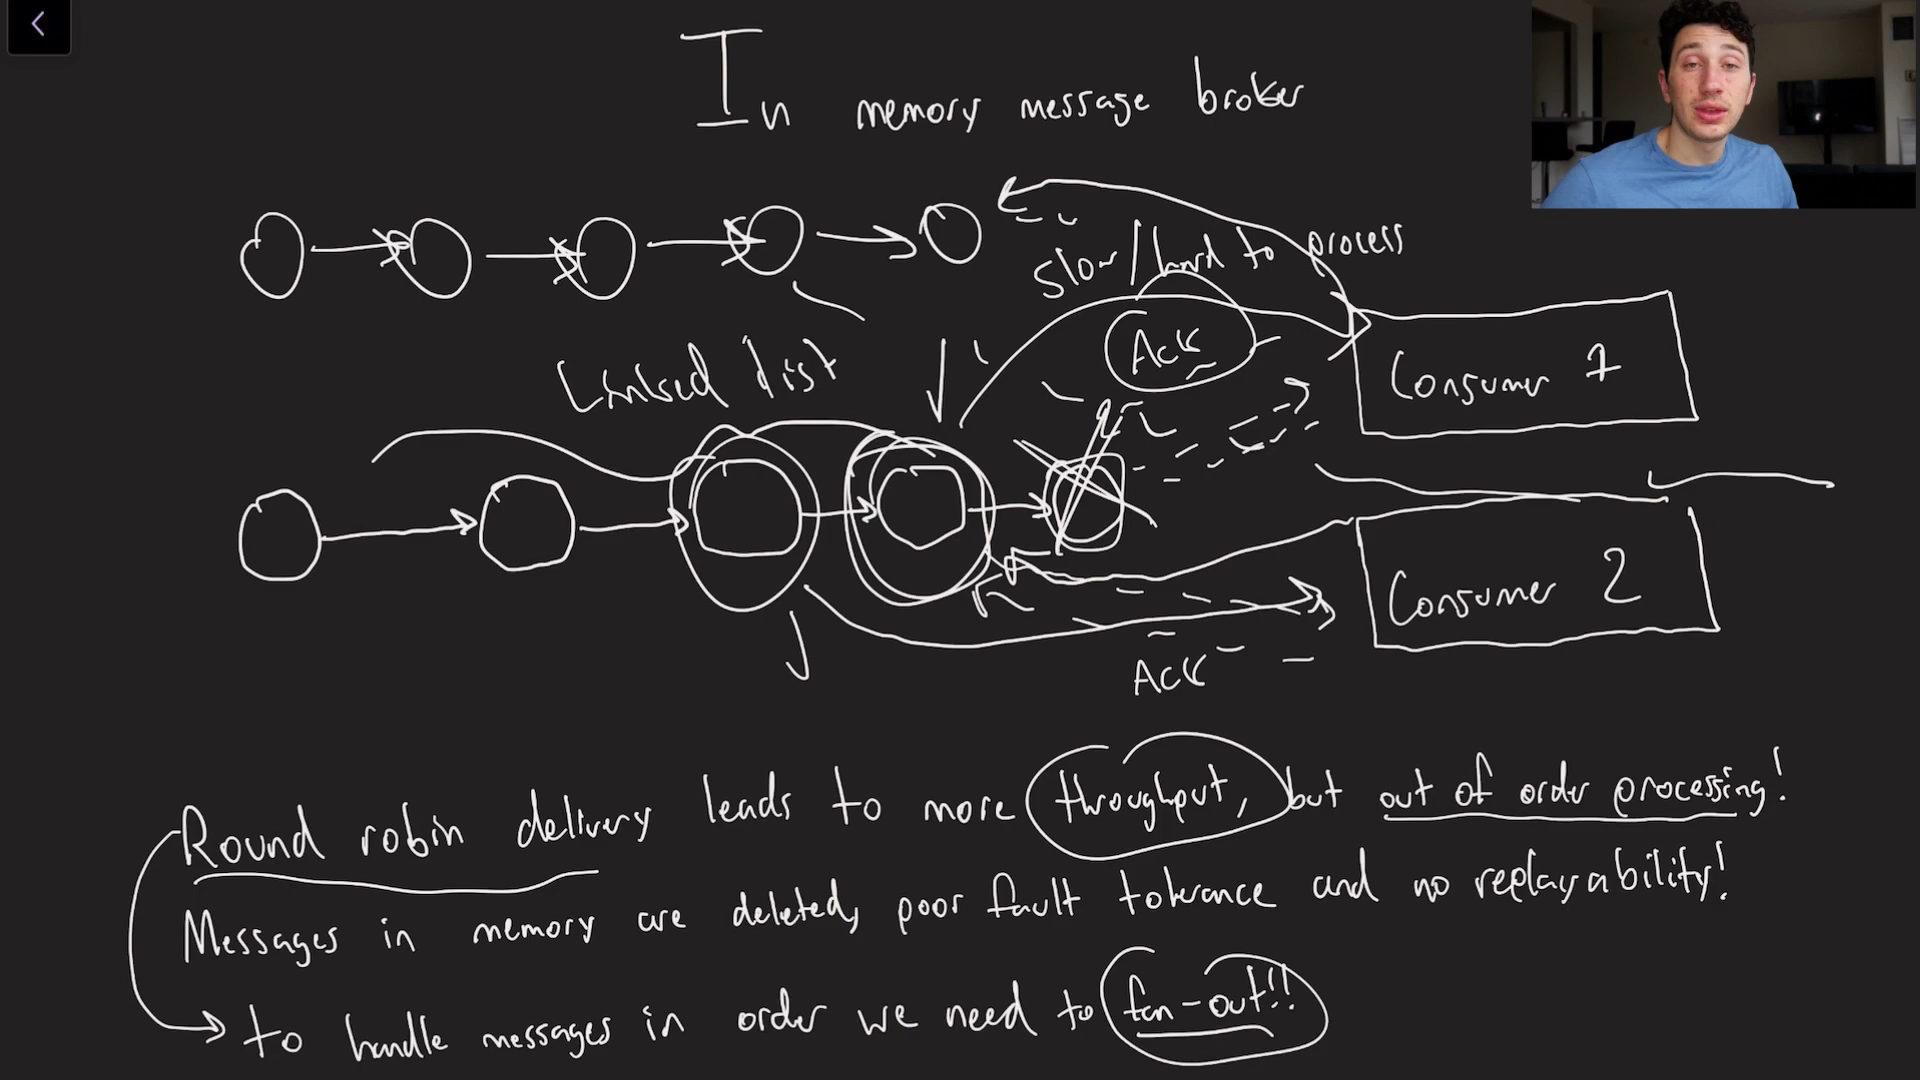 In memory message broker
slow/hard to process
Ack
Linked list
Consumer 1
Consumer 2
Ack
Round robin delivery leads to more throughput, but out of order processing!
Messages in memory are deleted, poor fault tolerance and no replayability!
to handle messages in order we need to fan-out!!